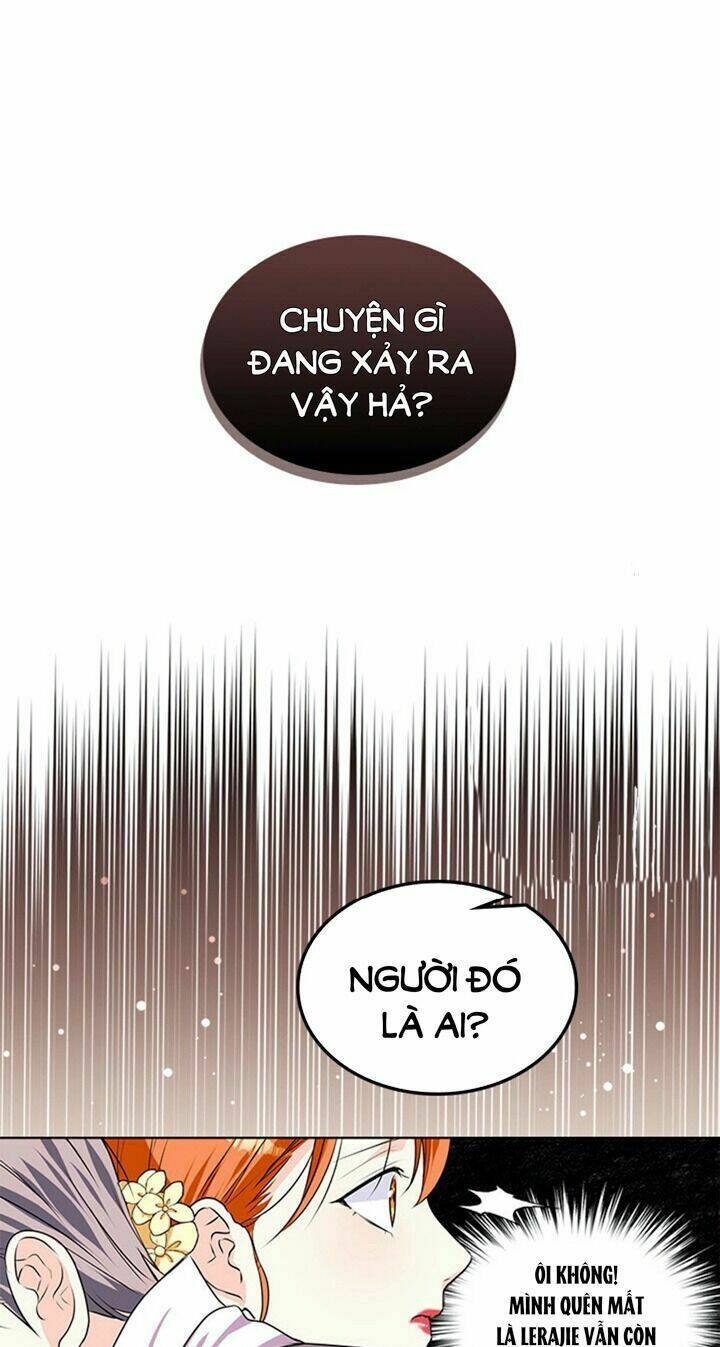 CHUYỆN GÌ
ĐANG XẢY RA
VẬY HẢ?
NGƯỜI ĐÓ
LÀ AI?
ÔI KHÔNG!
MÌNH QUÊN MẤT
LÀ LERAJIE VẪN CÒN